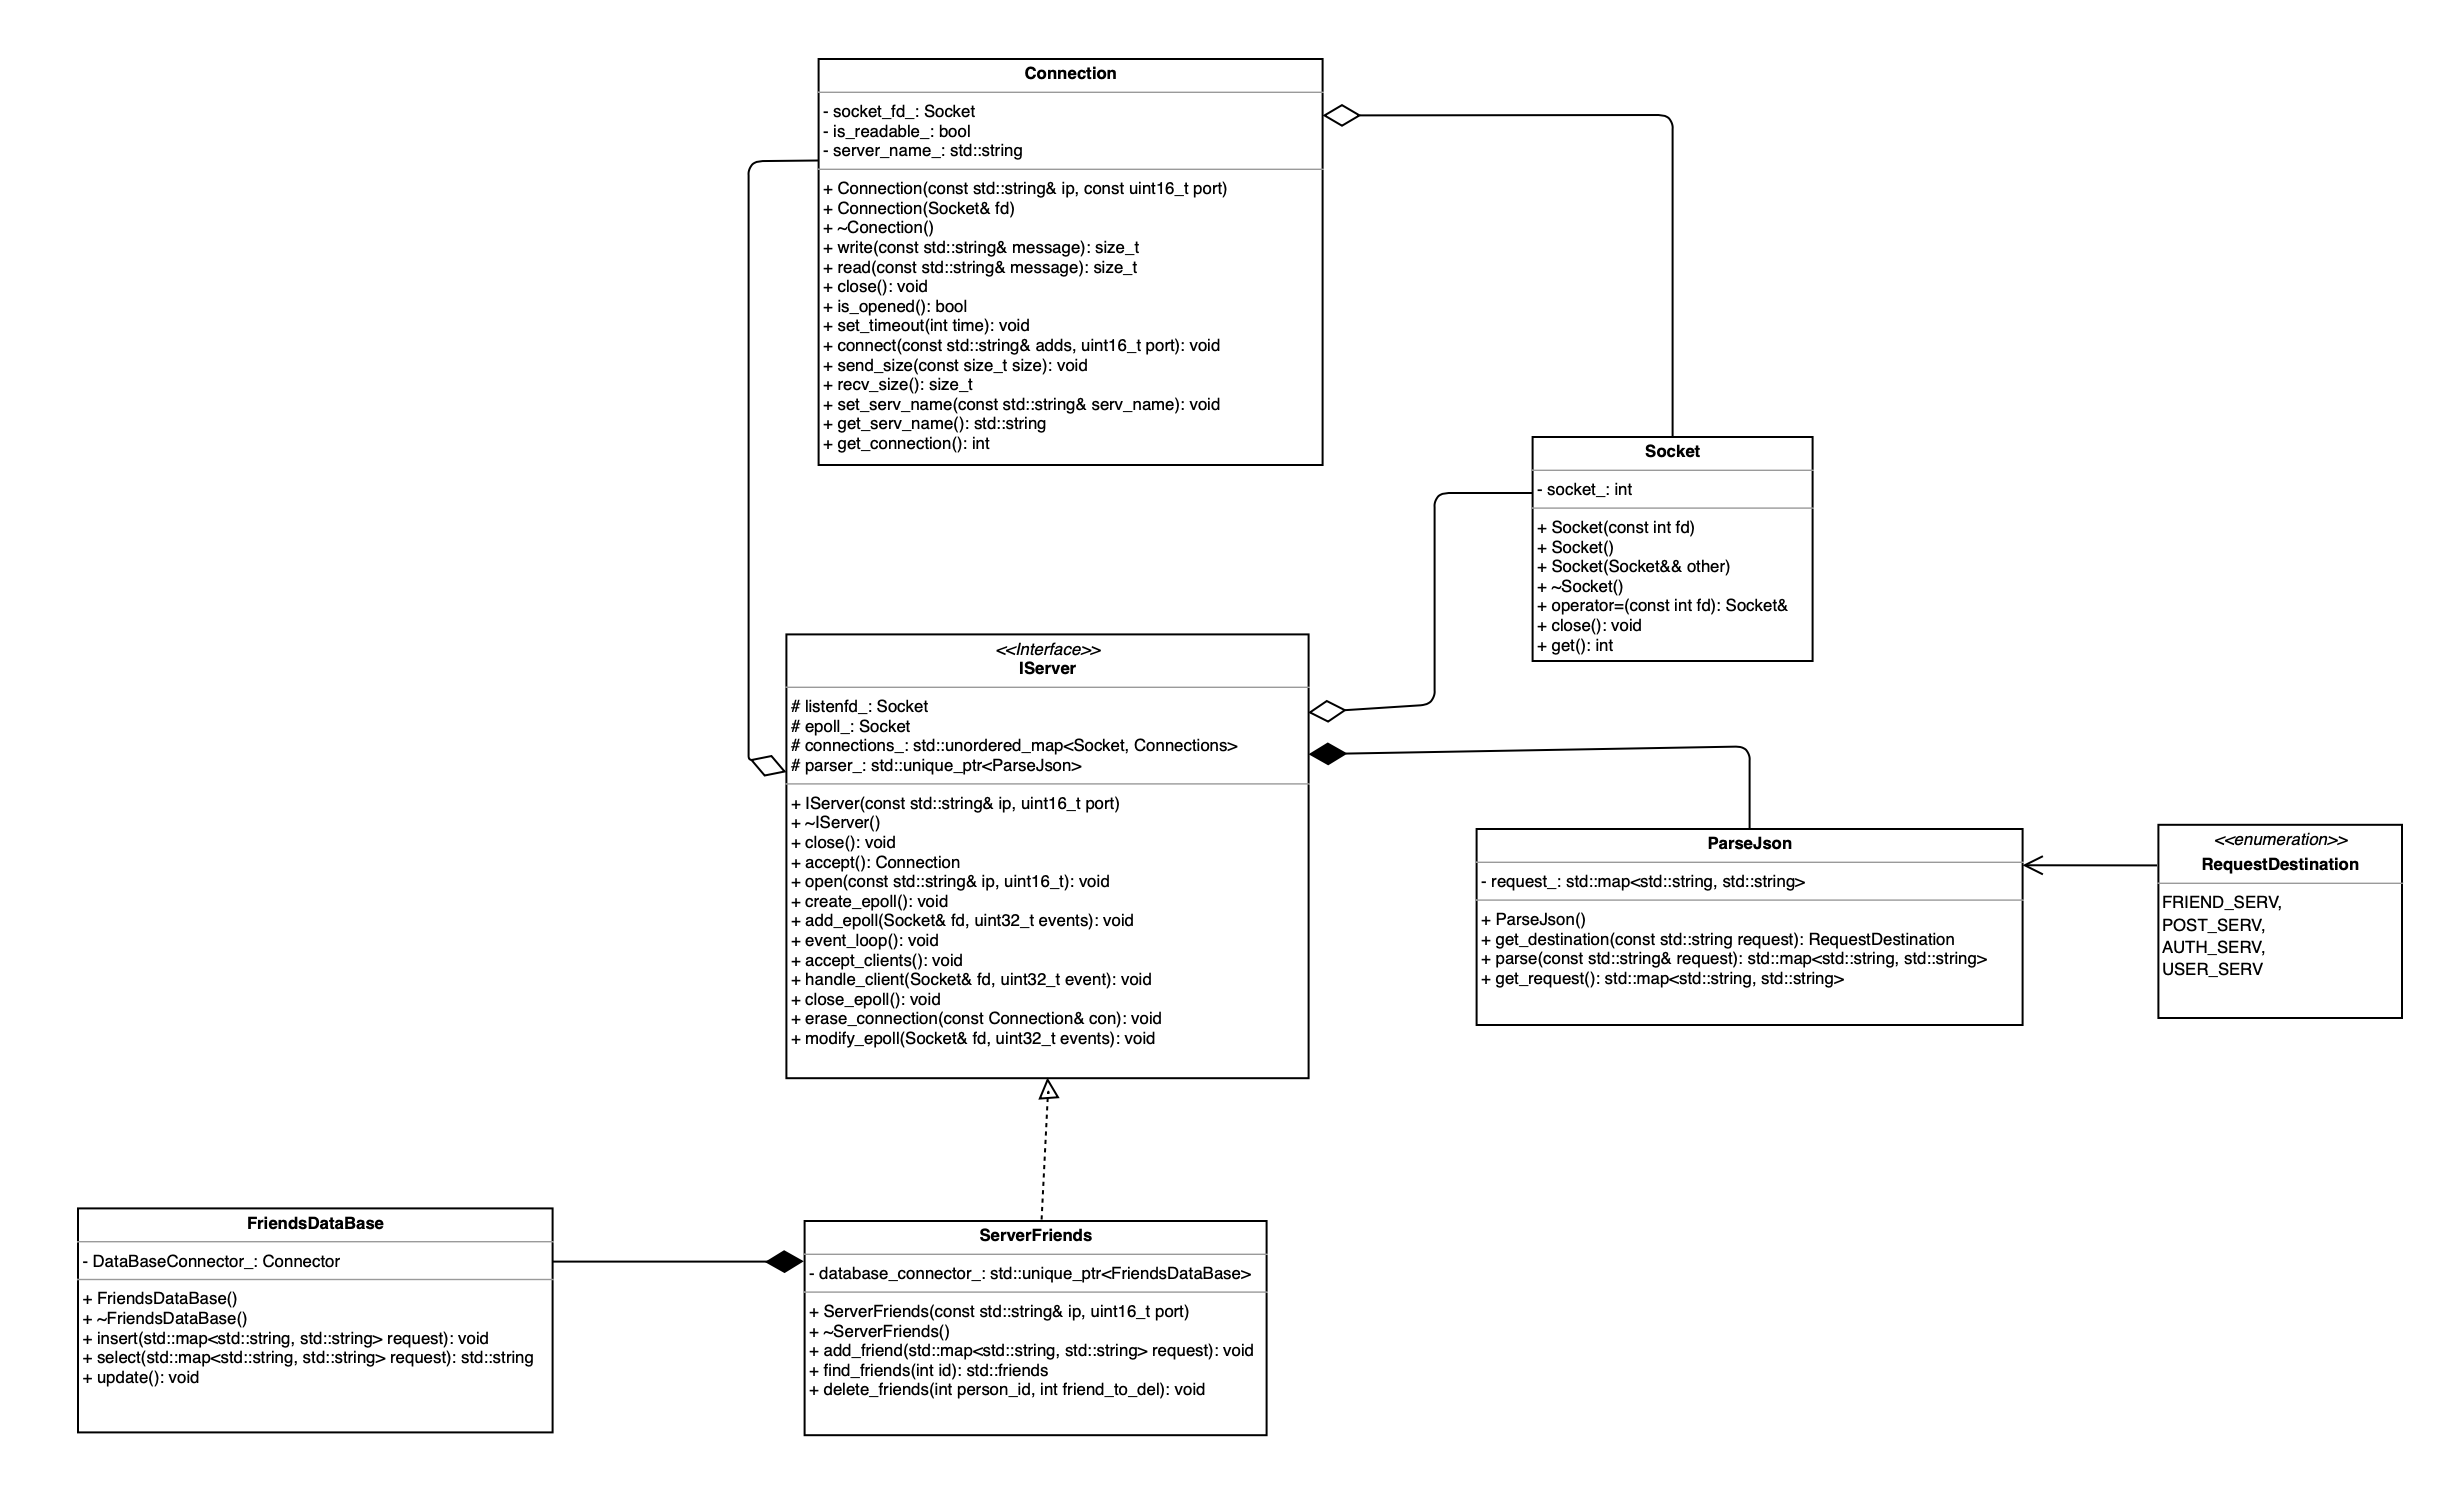 Connection
- socket_fd_: Socket
- is_readable_: bool
- server_name_: std::string
+ Connection(const std::string& ip, const uint16_t port)
+ Connection(Socket& fd)
+ ~Conection()
+ write(const std::string& message): size_t
+ read(const std::string& message): size_t
+ close(): void
+ is_opened(): bool
+ set_timeout(int time): void
+ connect(const std::string& adds, uint16_t port): void
+ send_size(const size_t size): void
+ recv_size(): size_t
+ set_serv_name(const std::string& serv_name): void
+ get_serv_name(): std::string
+ get_connection(): int
Socket
- socket_: int
+ Socket(const int fd)
+ Socket()
+ Socket(Socket&& other)
+ ~Socket()
+ operator=(const int fd): Socket&
+ close(): void
+ get(): int
<<Interface>>
IServer
# listenfd_: Socket
# epoll_: Socket
# connections_: std::unordered_map<Socket, Connections>
# parser_: std::unique_ptr<ParseJson>
+ IServer(const std::string& ip, uint16_t port)
+ ~IServer()
+ close(): void
+ accept(): Connection
+ open(const std::string& ip, uint16_t): void
+ create_epoll(): void
+ add_epoll(Socket& fd, uint32_t events): void
+ event_loop(): void
+ accept_clients(): void
+ handle_client(Socket& fd, uint32_t event): void
+ close_epoll(): void
+ erase_connection(const Connection& con): void
+ modify_epoll(Socket& fd, uint32_t events): void
ParseJson
- request_: std::map<std::string, std::string>
+ ParseJson()
+ get_destination(const std::string request): RequestDestination
+ parse(const std::string& request): std::map<std::string, std::string>
+ get_request(): std::map<std::string, std::string>
<<enumeration>>
RequestDestination
FRIEND_SERV,
POST_SERV,
AUTH_SERV,
USER_SERV
FriendsDataBase
- DataBaseConnector_: Connector
+ FriendsDataBase()
+ ~FriendsDataBase()
+ insert(std::map<std::string, std::string> request): void
+ select(std::map<std::string, std::string> request): std::string
+ update(): void
ServerFriends
- database_connector_: std::unique_ptr<FriendsDataBase>
+ ServerFriends(const std::string& ip, uint16_t port)
+ ~ServerFriends()
+ add_friend(std::map<std::string, std::string> request): void
+ find_friends(int id): std::friends
+ delete_friends(int person_id, int friend_to_del): void